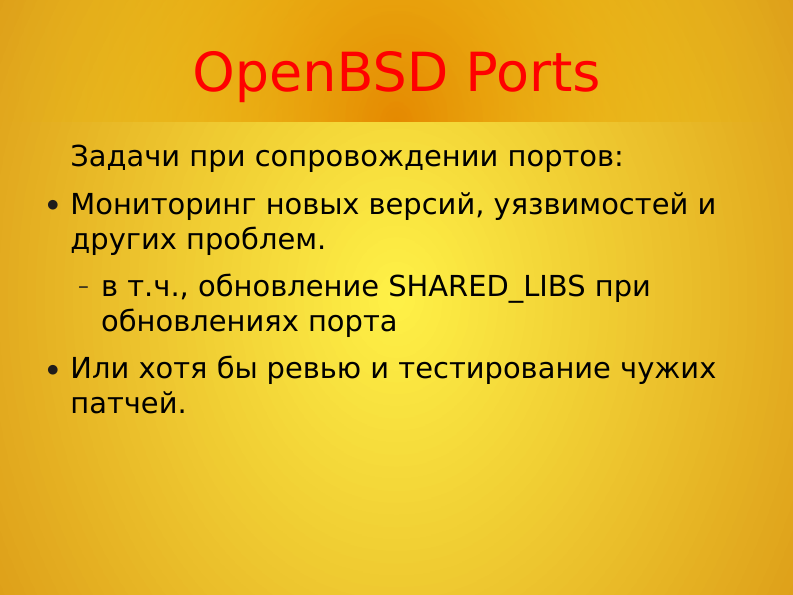 OpenBSD Ports
Задачи при сопровождении портов:
● Мониторинг новых версий, уязвимостей и
других проблем.
– в т.ч., обновление SHARED_LIBS при
обновлениях порта
● Или хотя бы ревью и тестирование чужих
патчей.